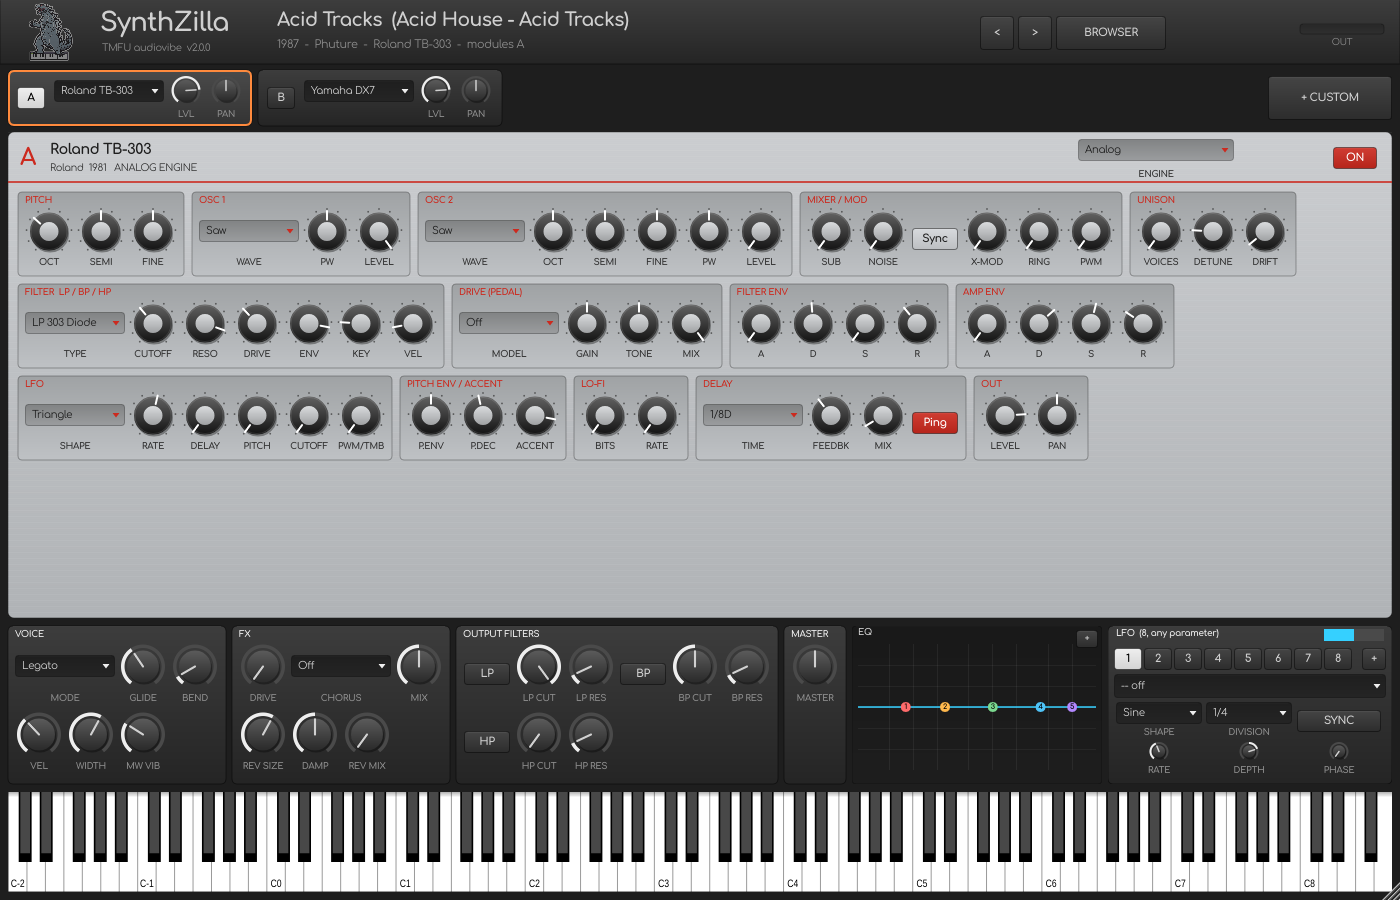 SynthZilla
TMFU audiovibe v2.0.0
Acid Tracks (Acid House - Acid Tracks)
1987 - Phuture - Roland TB-303 - modules A
< > BROWSER
OUT
A Roland TB-303 LVL PAN
B Yamaha DX7 LVL PAN
+ CUSTOM
A Roland TB-303
Roland 1981 ANALOG ENGINE
Analog
ENGINE
ON
PITCH
OCT SEMI FINE
OSC 1
Saw
WAVE PW LEVEL
OSC 2
Saw
WAVE OCT SEMI FINE PW LEVEL
MIXER / MOD
Sync
SUB NOISE X-MOD RING PWM
UNISON
VOICES DETUNE DRIFT
FILTER LP / BP / HP
LP 303 Diode
TYPE CUTOFF RESO DRIVE ENV KEY VEL
DRIVE (PEDAL)
Off
MODEL GAIN TONE MIX
FILTER ENV
A D S R
AMP ENV
A D S R
LFO
Triangle
SHAPE RATE DELAY PITCH CUTOFF PWM/TMB
PITCH ENV / ACCENT
P.ENV P.DEC ACCENT
LO-FI
BITS RATE
DELAY
1/8D
Ping
TIME FEEDBK MIX
OUT
LEVEL PAN
VOICE
Legato
MODE GLIDE BEND
VEL WIDTH MW VIB
FX
Off
DRIVE CHORUS MIX
REV SIZE DAMP REV MIX
OUTPUT FILTERS
LP BP
LP CUT LP RES BP CUT BP RES
HP
HP CUT HP RES
MASTER
MASTER
EQ
+
1 2 3 4 5
LFO (8, any parameter)
1 2 3 4 5 6 7 8 +
-- off
Sine 1/4 SYNC
SHAPE DIVISION
RATE DEPTH PHASE
C-2 C-1 C0 C1 C2 C3 C4 C5 C6 C7 C8